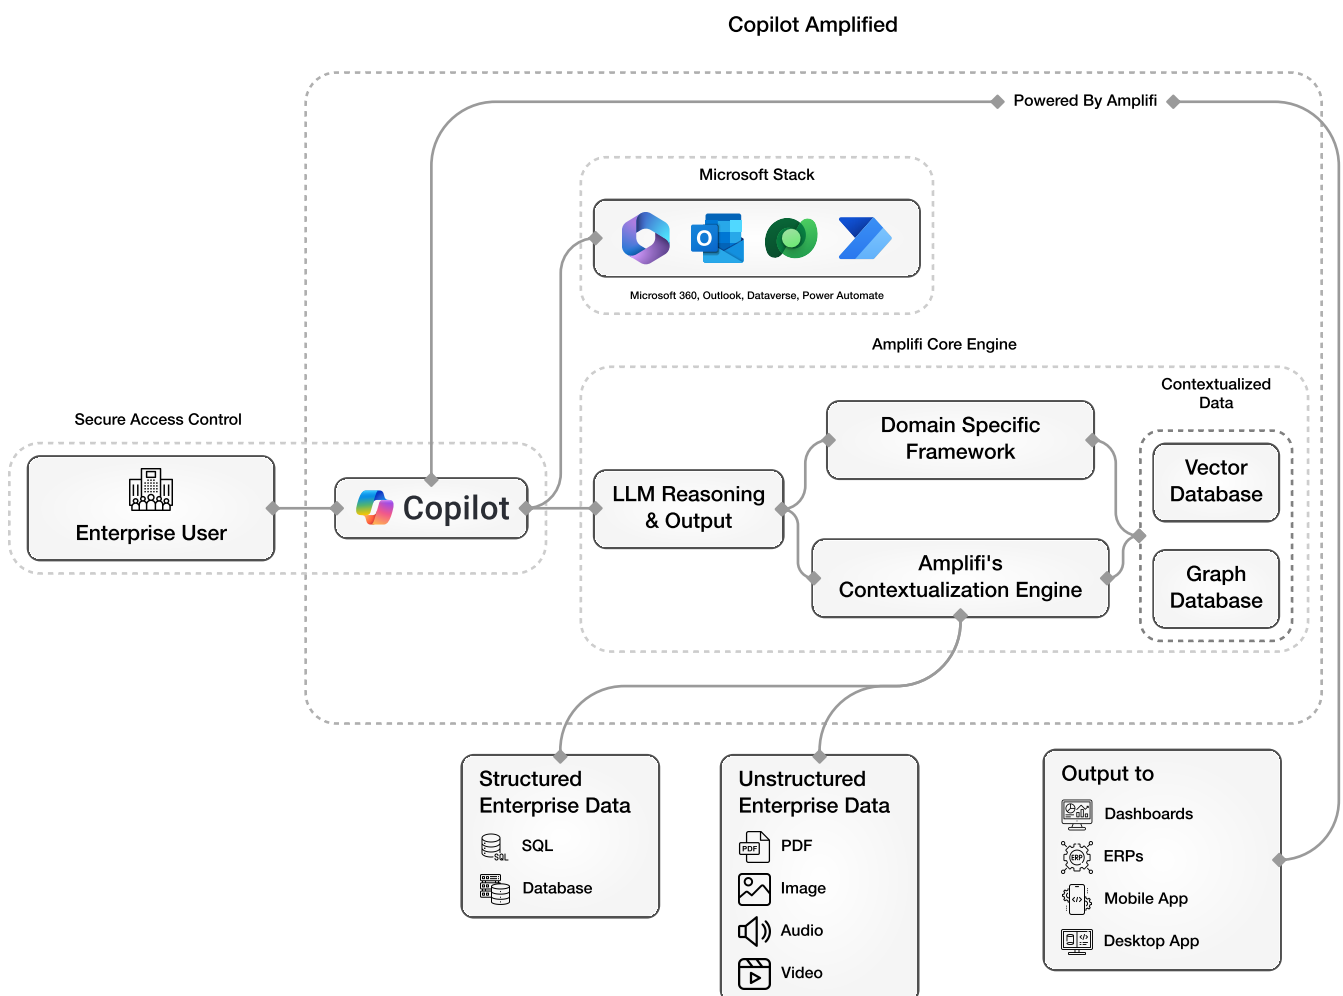 Copilot Amplified
Powered By Amplifi
Microsoft Stack
Microsoft 360, Outlook, Dataverse, Power Automate
Amplifi Core Engine
Contextualized
Data
Secure Access Control
Enterprise User
Copilot
LLM Reasoning
& Output
Domain Specific
Framework
Amplifi's
Contextualization Engine
Vector
Database
Graph
Database
Structured
Enterprise Data
SQL
SQL
Database
Unstructured
Enterprise Data
PDF
PDF
Image
Audio
Video
Output to
Dashboards
ERP
ERPs
Mobile App
Desktop App